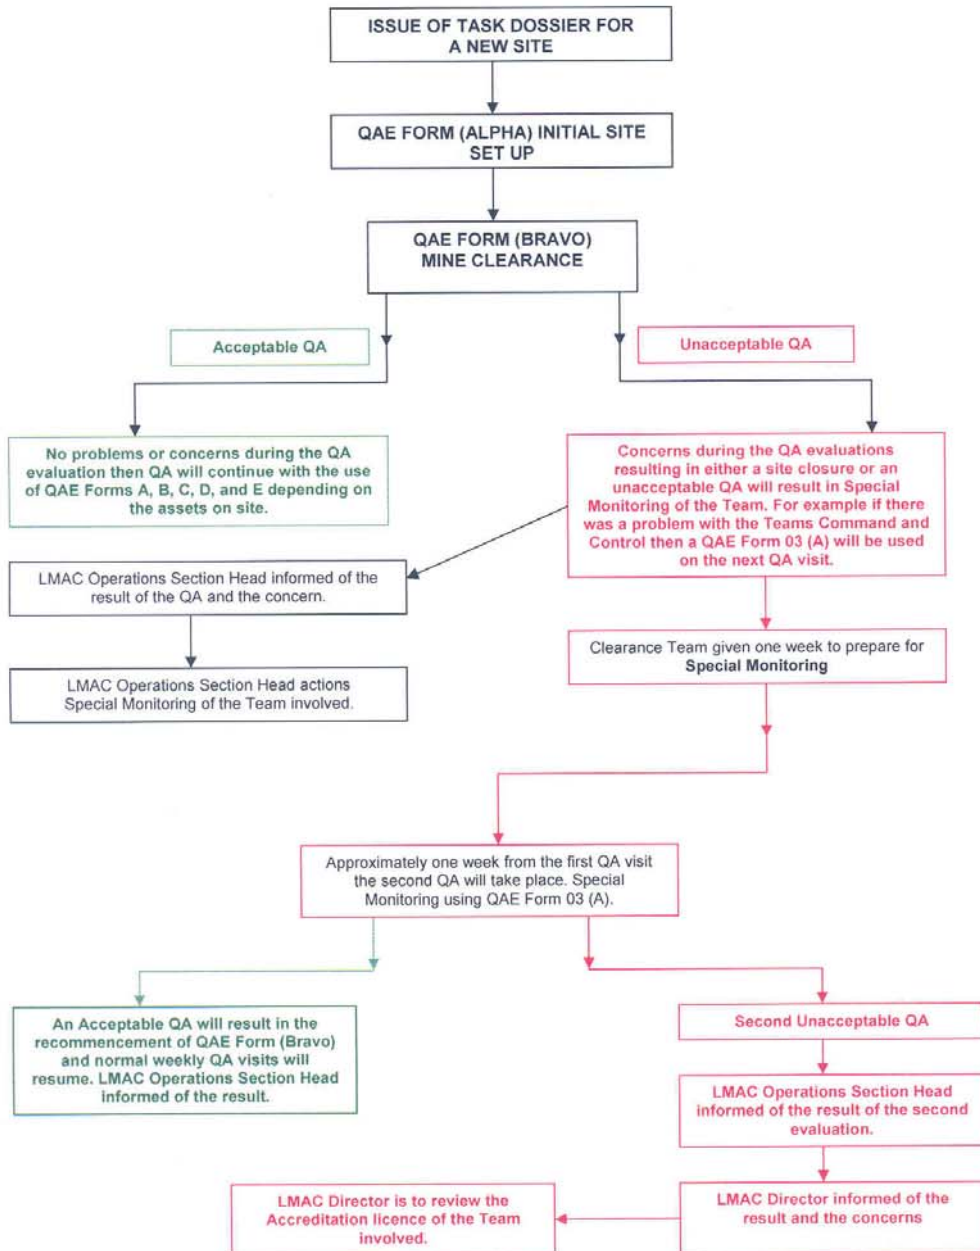 ISSUE OF TASK DOSSIER FOR
A NEW SITE
QAE FORM (ALPHA) INITIAL SITE
SET UP
QAE FORM (BRAVO)
MINE CLEARANCE
Acceptable QA
Unacceptable QA
No problems or concerns during the QA
evaluation then QA will continue with the use
of QAE Forms A, B, C, D, and E depending on
the assets on site.
Concerns during the QA evaluations
resulting in either a site closure or an
unacceptable QA will result in Special
Monitoring of the Team. For example if there
was a problem with the Teams Command and
Control then a QAE Form 03 (A) will be used
on the next QA visit.
LMAC Operations Section Head informed of the
result of the QA and the concern.
LMAC Operations Section Head actions
Special Monitoring of the Team involved.
Clearance Team given one week to prepare for
Special Monitoring
Approximately one week from the first QA visit
the second QA will take place. Special
Monitoring using QAE Form 03 (A).
An Acceptable QA will result in the
recommencement of QAE Form (Bravo)
and normal weekly QA visits will
resume. LMAC Operations Section Head
informed of the result.
Second Unacceptable QA
LMAC Operations Section Head
informed of the result of the second
evaluation.
LMAC Director informed of the
result and the concerns
LMAC Director is to review the
Accreditation licence of the Team
involved.